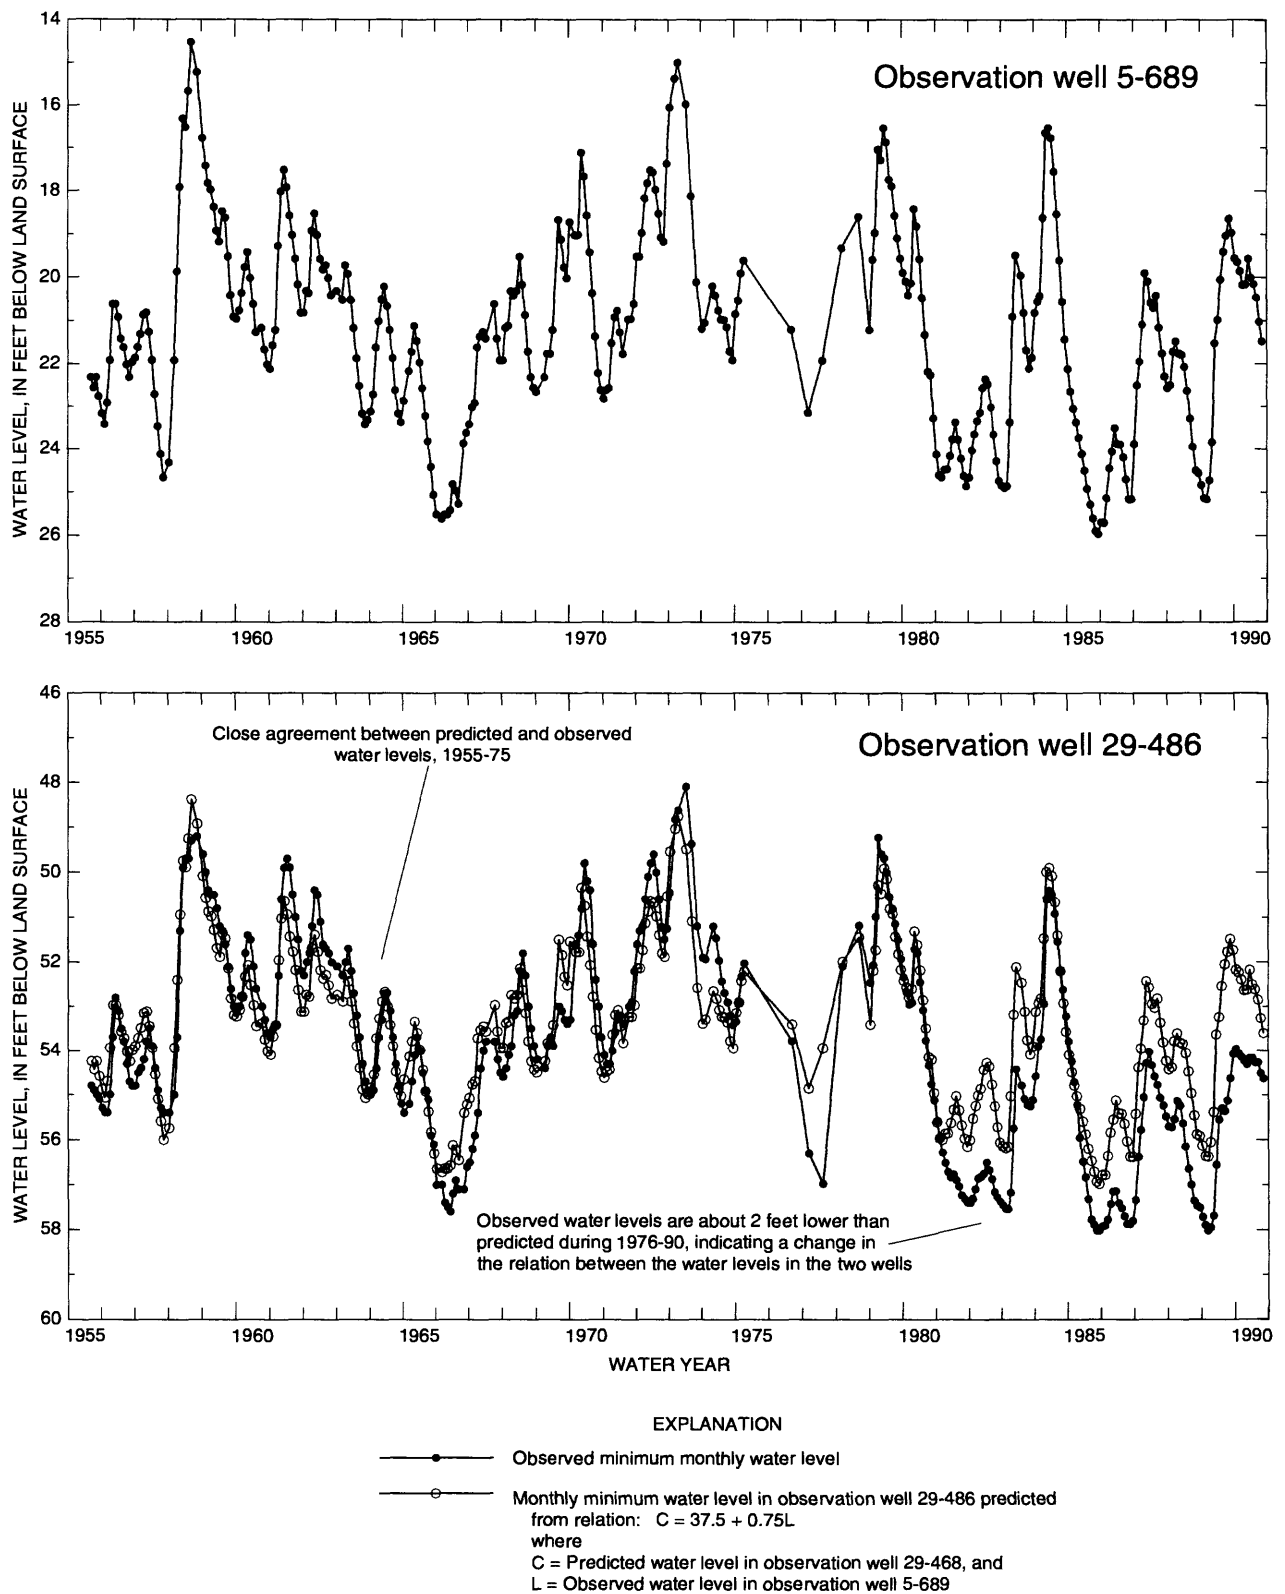 14
16
18
20
22
24
26
28
WATER LEVEL, IN FEET BELOW LAND SURFACE
Observation well 5-689
1955 1960 1965 1970 1975 1980 1985 1990
46
48
50
52
54
56
58
60
WATER LEVEL, IN FEET BELOW LAND SURFACE
Close agreement between predicted and observed
water levels, 1955-75
Observation well 29-486
Observed water levels are about 2 feet lower than
predicted during 1976-90, indicating a change in
the relation between the water levels in the two wells
1955 1960 1965 1970 1975 1980 1985 1990
WATER YEAR
EXPLANATION
Observed minimum monthly water level
Monthly minimum water level in observation well 29-486 predicted
from relation: C = 37.5 + 0.75L
where
C = Predicted water level in observation well 29-468, and
L = Observed water level in observation well 5-689